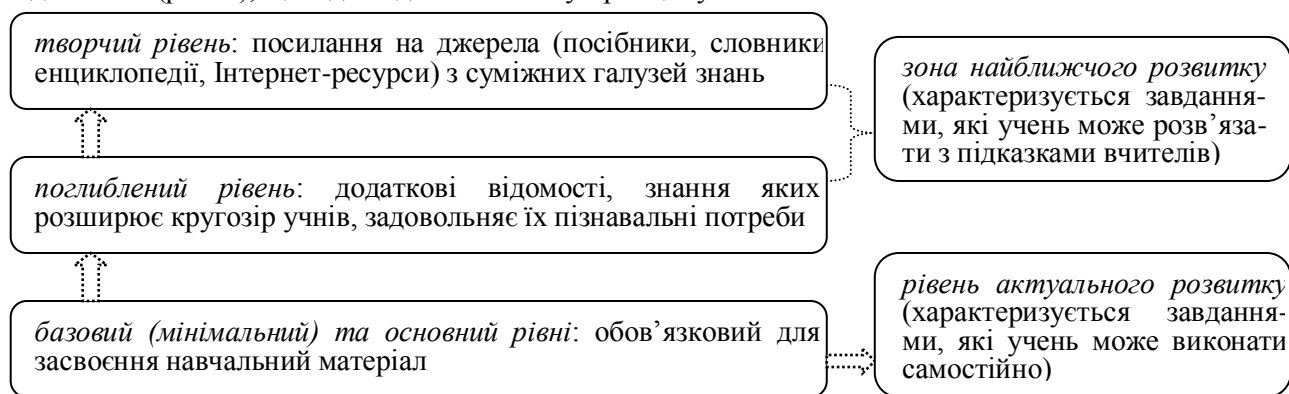 творчий рівень: посилання на джерела (посібники, словники
енциклопедії, Інтернет-ресурси) з суміжних галузей знань
зона найближчого розвитку
(характеризується завдання-
ми, які учень може розв’яза-
ти з підказками вчителів)
поглиблений рівень: додаткові відомості, знання яких
розширює кругозір учнів, задовольняє їх пізнавальні потреби
базовий (мінімальний) та основний рівні: обов’язковий для
засвоєння навчальний матеріал
рівень актуального розвитку
(характеризується завдання-
ми, які учень може виконати
самостійно)